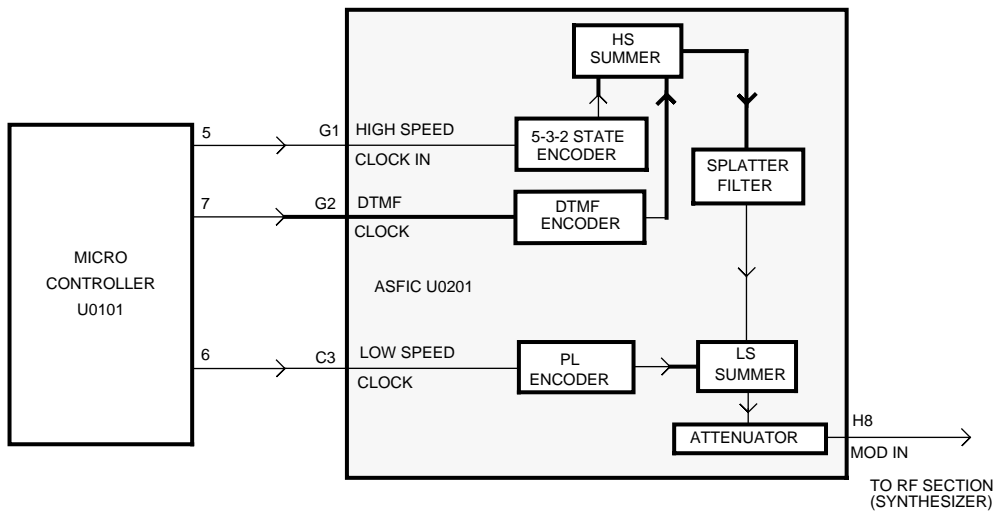 HS
SUMMER
5
G1
HIGH SPEED
CLOCK IN
5-3-2 STATE
ENCODER
SPLATTER
FILTER
7
G2
DTMF
CLOCK
DTMF
ENCODER
MICRO
CONTROLLER
U0101
ASFIC U0201
6
C3
LOW SPEED
CLOCK
PL
ENCODER
LS
SUMMER
ATTENUATOR
H8
MOD IN
TO RF SECTION
(SYNTHESIZER)